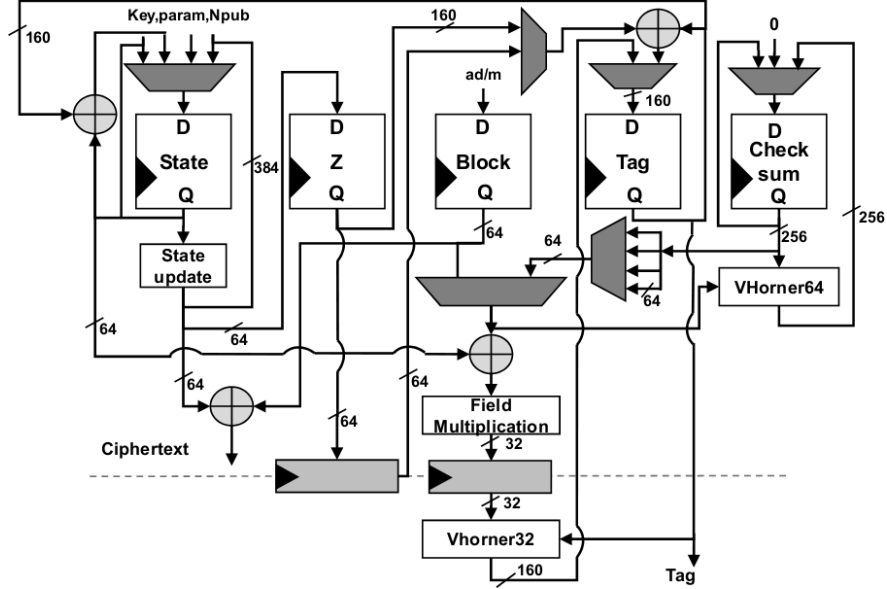 Key,param,Npub
160
160
0
ad/m
160
D
State
Q
D
Z
Q
D
Block
Q
D
Tag
Q
D
Check
sum
Q
384
64
64
256
256
State
update
64
VHorner64
64
64
64
64
64
Field
Multiplication
Ciphertext
32
32
Vhorner32
160
Tag